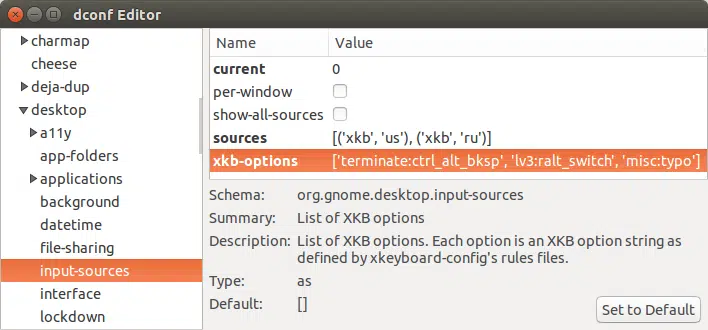 dconf Editor
charmap
cheese
deja-dup
desktop
a11y
app-folders
applications
background
datetime
file-sharing
input-sources
interface
lockdown
Name Value
current 0
per-window
show-all-sources
sources [('xkb', 'us'), ('xkb', 'ru')]
xkb-options ['terminate:ctrl_alt_bksp', 'lv3:ralt_switch', 'misc:typo']
Schema: org.gnome.desktop.input-sources
Summary: List of XKB options
Description: List of XKB options. Each option is an XKB option string as
defined by xkeyboard-config's rules files.
Type: as
Default: []
Set to Default